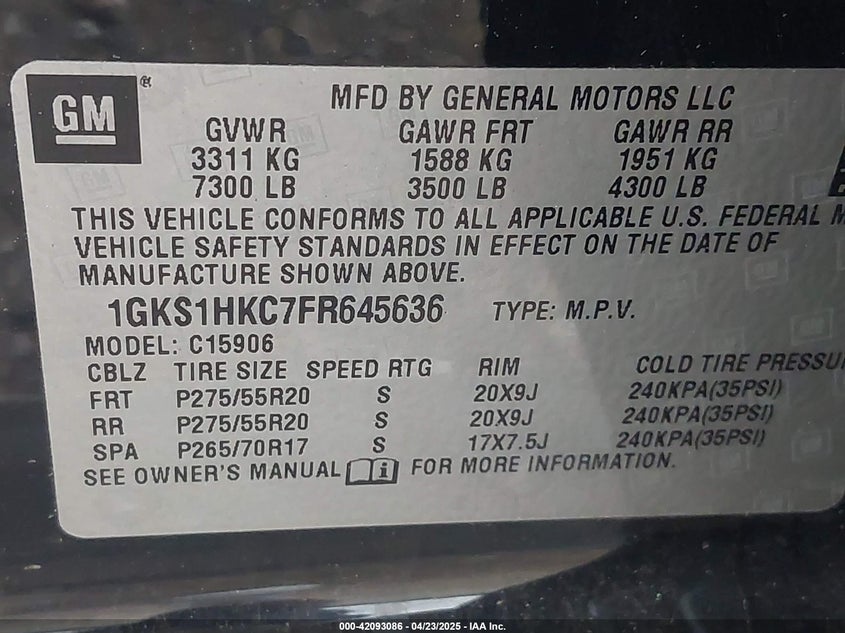 GM®
MFD BY GENERAL MOTORS LLC
GVWR GAWR FRT GAWR RR
3311 KG 1588 KG 1951 KG
7300 LB 3500 LB 4300 LB
THIS VEHICLE CONFORMS TO ALL APPLICABLE U.S. FEDERAL M
VEHICLE SAFETY STANDARDS IN EFFECT ON THE DATE OF
MANUFACTURE SHOWN ABOVE.
1GKS1HKC7FR645636 TYPE: M.P.V.
MODEL: C15906
CBLZ TIRE SIZE SPEED RTG RIM COLD TIRE PRESSU
FRT P275/55R20 S 20X9J 240KPA(35PSI)
RR P275/55R20 S 20X9J 240KPA(35PSI)
SPA P265/70R17 S 17X7.5J 240KPA(35PSI)
SEE OWNER'S MANUAL i FOR MORE INFORMATION.
000-42093086 - 04/23/2025 - IAA Inc.